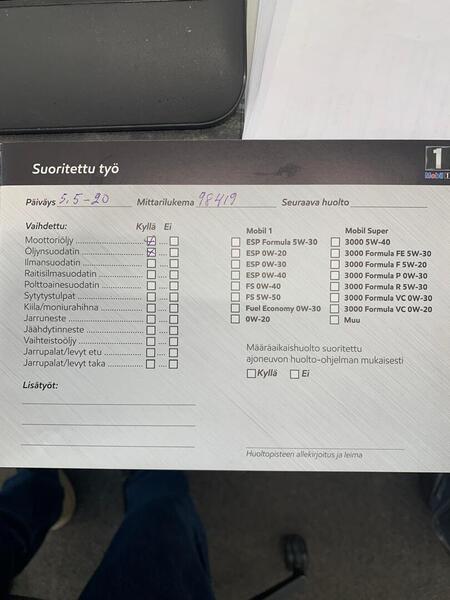 1
Mobil 1
Suoritettu työ
Päiväys 5.5-20 Mittarilukema 98419 Seuraava huolto
Vaihdettu: Kyllä Ei
Moottoriöljy
Öljynsuodatin
Ilmansuodatin
Raitisilmasuodatin
Polttoainesuodatin
Sytytystulpat
Kiila/moniurahihna
Jarruneste
Jäähdytinneste
Vaihteistoöljy
Jarrupalat/levyt etu
Jarrupalat/levyt taka
Lisätyöt:
Mobil 1
ESP Formula 5W-30
ESP 0W-20
ESP 0W-30
ESP 0W-40
FS 0W-40
FS 5W-50
Fuel Economy 0W-30
0W-20
Mobil Super
3000 5W-40
3000 Formula FE 5W-30
3000 Formula F 5W-20
3000 Formula P 0W-30
3000 Formula R 5W-30
3000 Formula VC 0W-30
3000 Formula VC 0W-20
Muu
Määräaikaishuolto suoritettu
ajoneuvon huolto-ohjelman mukaisesti
Kyllä Ei
Huoltopisteen allekirjoitus ja leima